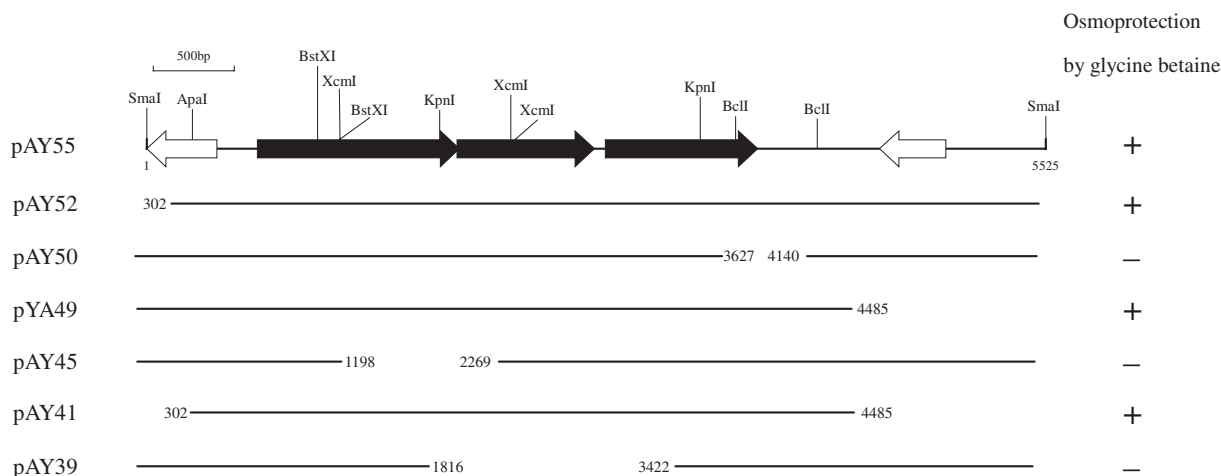 Osmoprotection
by glycine betaine
500bp
BstXI
XcmI
BstXI
KpnI
XcmI
XcmI
KpnI
BclI
BclI
SmaI
ApaI
SmaI
pAY55
1
5525
+
pAY52
302
+
pAY50
3627
4140
–
pYA49
4485
+
pAY45
1198
2269
–
pAY41
302
4485
+
pAY39
1816
3422
–